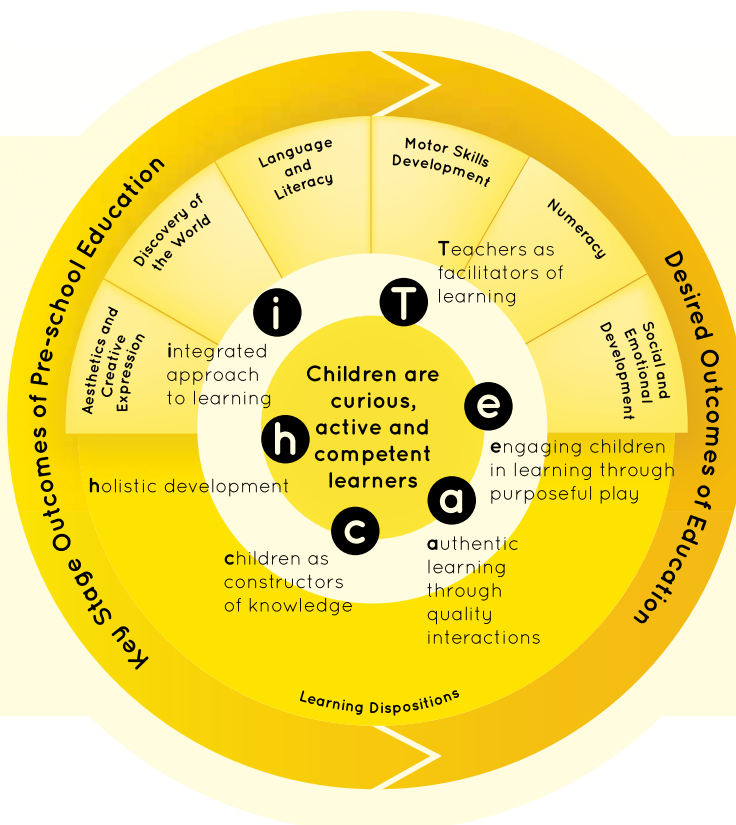 Key Stage Outcomes of Pre-school Education
Desired Outcomes of Education
Aesthetics and
Creative
Expression
Discovery of
the World
Language
and
Literacy
Motor Skills
Development
Numeracy
Social and
Emotional
Development
T
Teachers as
facilitators of
learning
e
engaging children
in learning through
purposeful play
a
authentic
learning
through
quality
interactions
c
children as
constructors
of knowledge
h
holistic development
i
integrated
approach
to learning
Children are
curious,
active and
competent
learners
Learning Dispositions